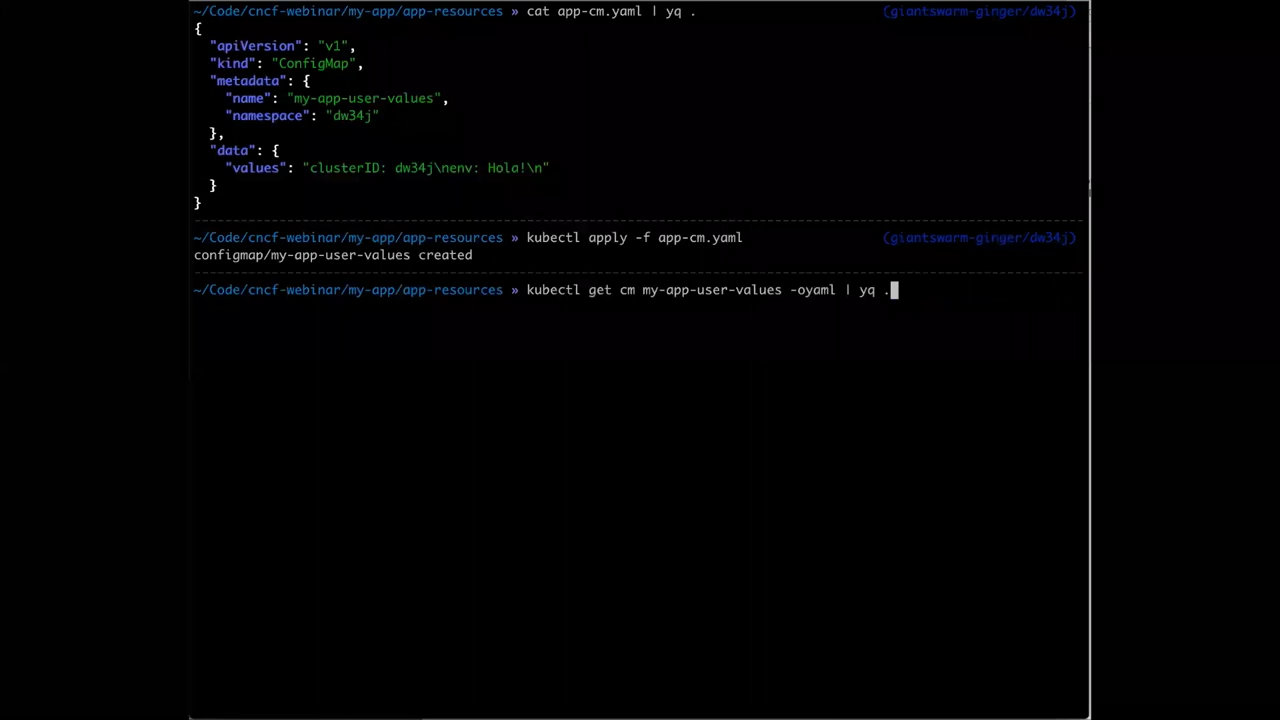 ~/Code/cncf-webinar/my-app/app-resources » cat app-cm.yaml | yq . (giantswarm-ginger/dw34j)
{
  "apiVersion": "v1",
  "kind": "ConfigMap",
  "metadata": {
    "name": "my-app-user-values",
    "namespace": "dw34j"
  },
  "data": {
    "values": "clusterID: dw34j\nenv: Hola!\n"
  }
}
~/Code/cncf-webinar/my-app/app-resources » kubectl apply -f app-cm.yaml (giantswarm-ginger/dw34j)
configmap/my-app-user-values created
~/Code/cncf-webinar/my-app/app-resources » kubectl get cm my-app-user-values -oyaml | yq .